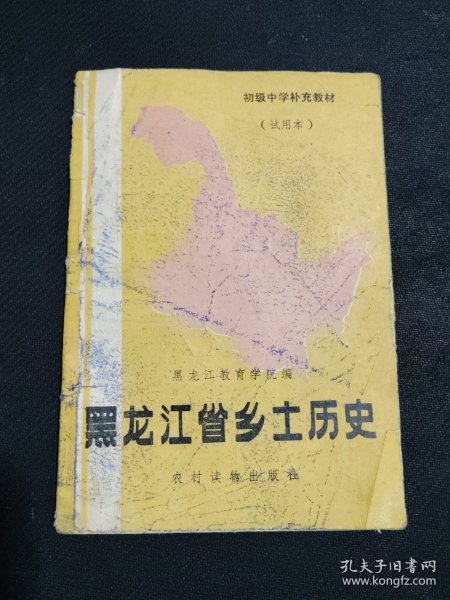 初级中学补充教材
（试用本）
黑龙江教育学院编
黑龙江省乡土历史
农村读物出版社
孔夫子旧书网
www.kongfz.com